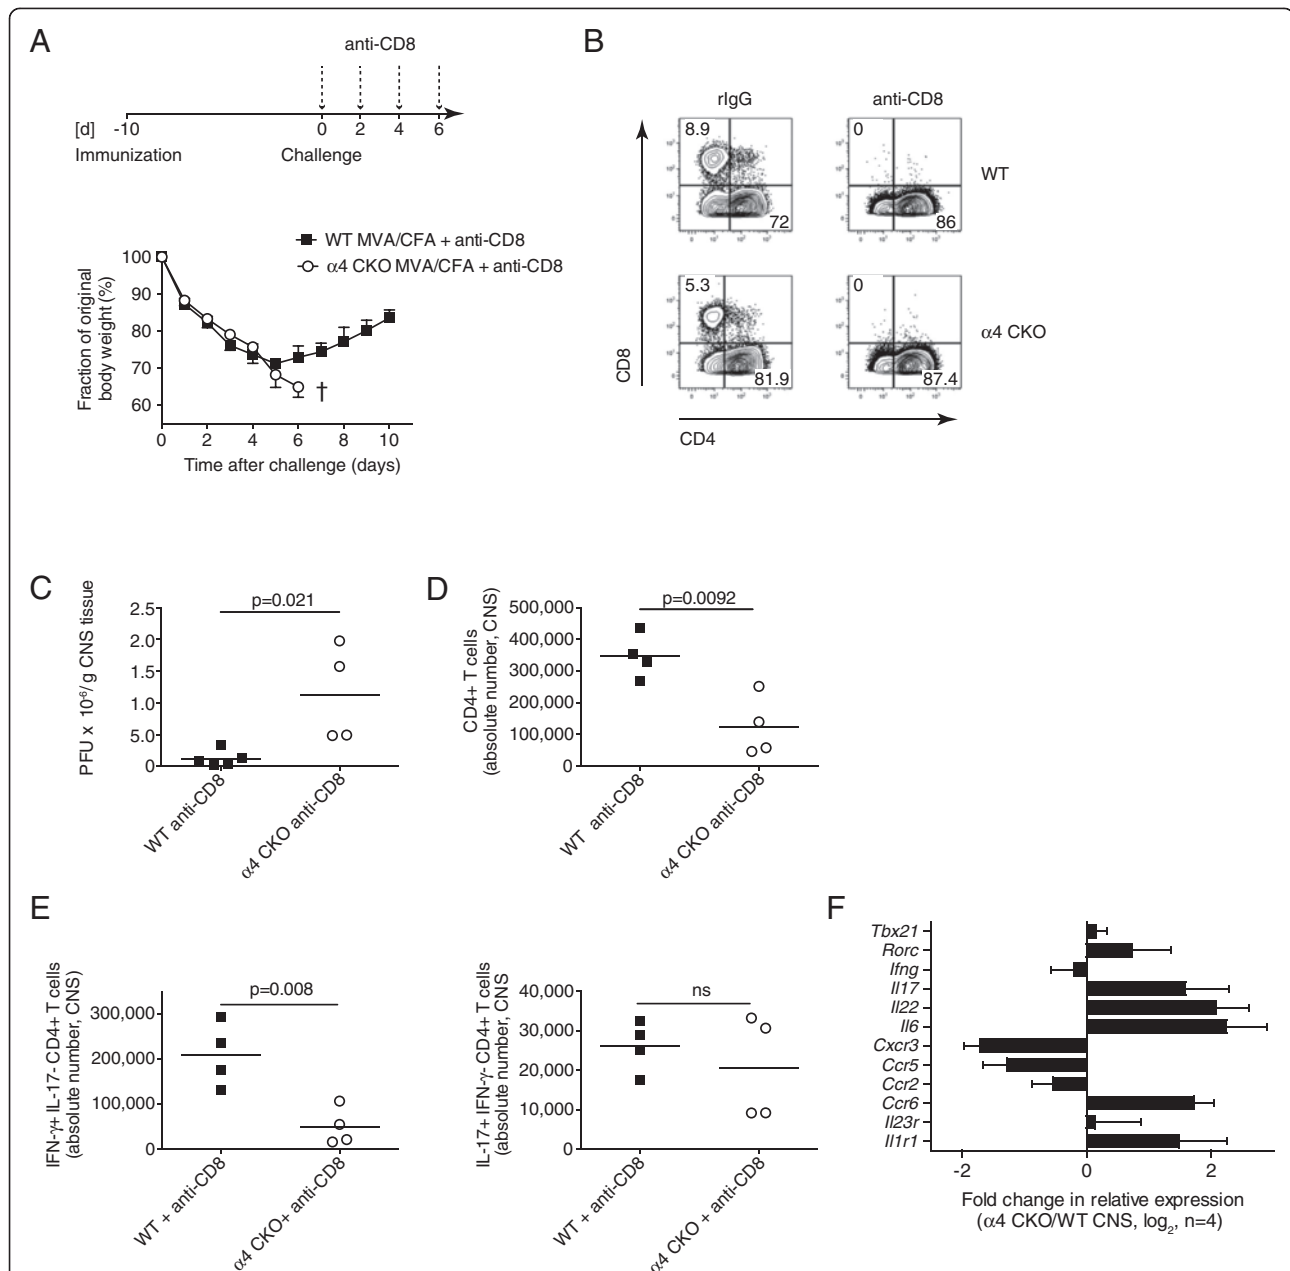 A
anti-CD8
[d] -10 0 2 4 6
Immunization Challenge
WT MVA/CFA + anti-CD8
α4 CKO MVA/CFA + anti-CD8
Fraction of original
body weight (%)
100
90
80
70
60
†
0 2 4 6 8 10
Time after challenge (days)
B
rIgG anti-CD8
8.9 0
72 86
WT
5.3 0
81.9 87.4
α4 CKO
CD8
CD4
C
PFU x 10⁻⁶/ g CNS tissue
p=0.021
2.5
2.0
1.5
1.0
5.0
0
WT anti-CD8
α4 CKO anti-CD8
D
CD4+ T cells
(absolute number, CNS)
p=0.0092
500,000
400,000
300,000
200,000
100,000
0
WT anti-CD8
α4 CKO anti-CD8
E
IFN-γ+ IL-17- CD4+ T cells
(absolute number, CNS)
p=0.008
300,000
200,000
100,000
0
WT + anti-CD8
α4 CKO+ anti-CD8
IL-17+ IFN-γ- CD4+ T cells
(absolute number, CNS
ns
40,000
30,000
20,000
10,000
0
WT + anti-CD8
α4 CKO + anti-CD8
F
Tbx21
Rorc
Ifng
Il17
Il22
Il6
Cxcr3
Ccr5
Ccr2
Ccr6
Il23r
Il1r1
-2 0 2
Fold change in relative expression
(α4 CKO/WT CNS, log₂, n=4)